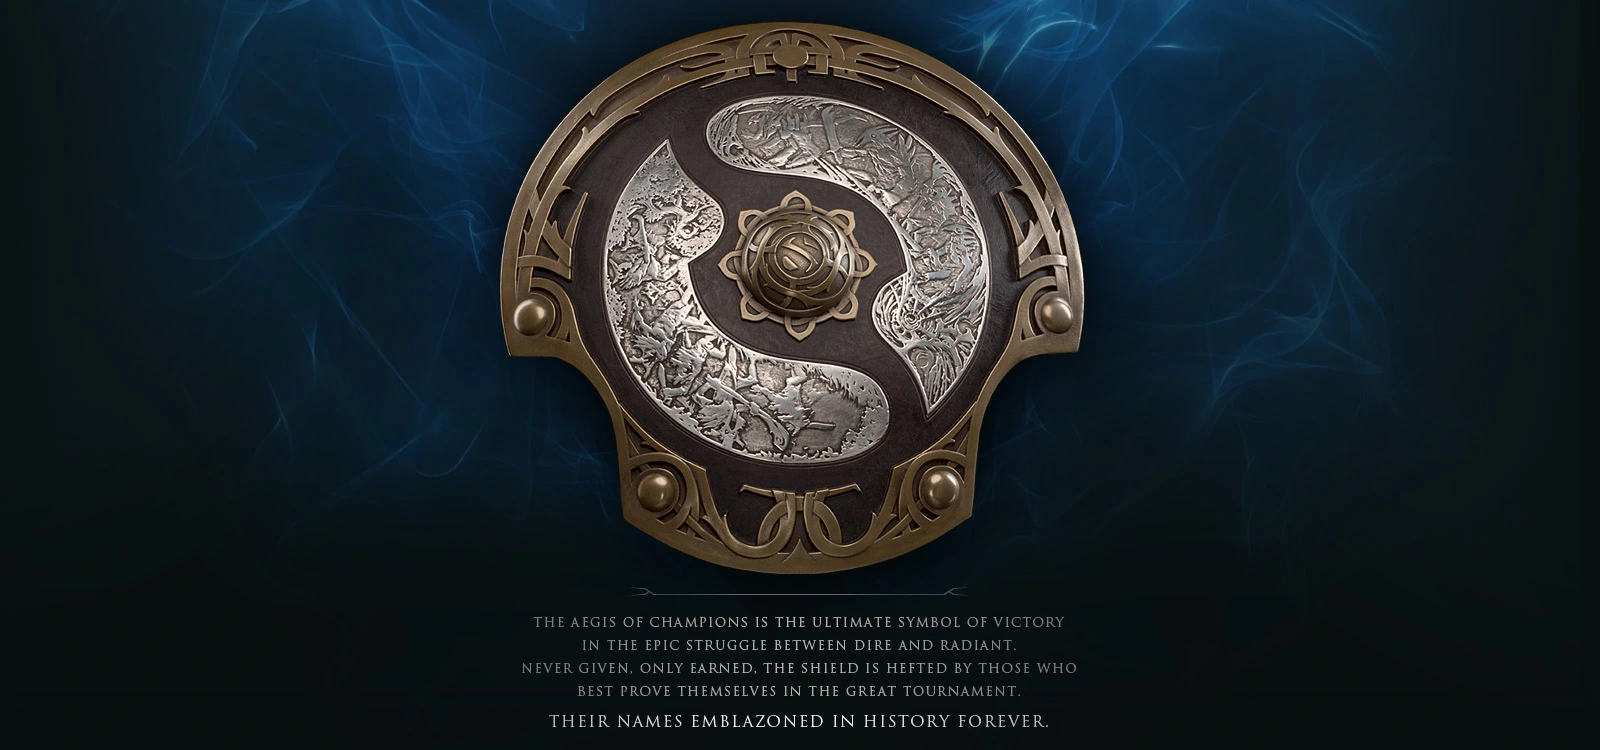 THE AEGIS OF CHAMPIONS IS THE ULTIMATE SYMBOL OF VICTORY
IN THE EPIC STRUGGLE BETWEEN DIRE AND RADIANT.
NEVER GIVEN, ONLY EARNED, THE SHIELD IS HEFTED BY THOSE WHO
BEST PROVE THEMSELVES IN THE GREAT TOURNAMENT.
THEIR NAMES EMBLAZONED IN HISTORY FOREVER.